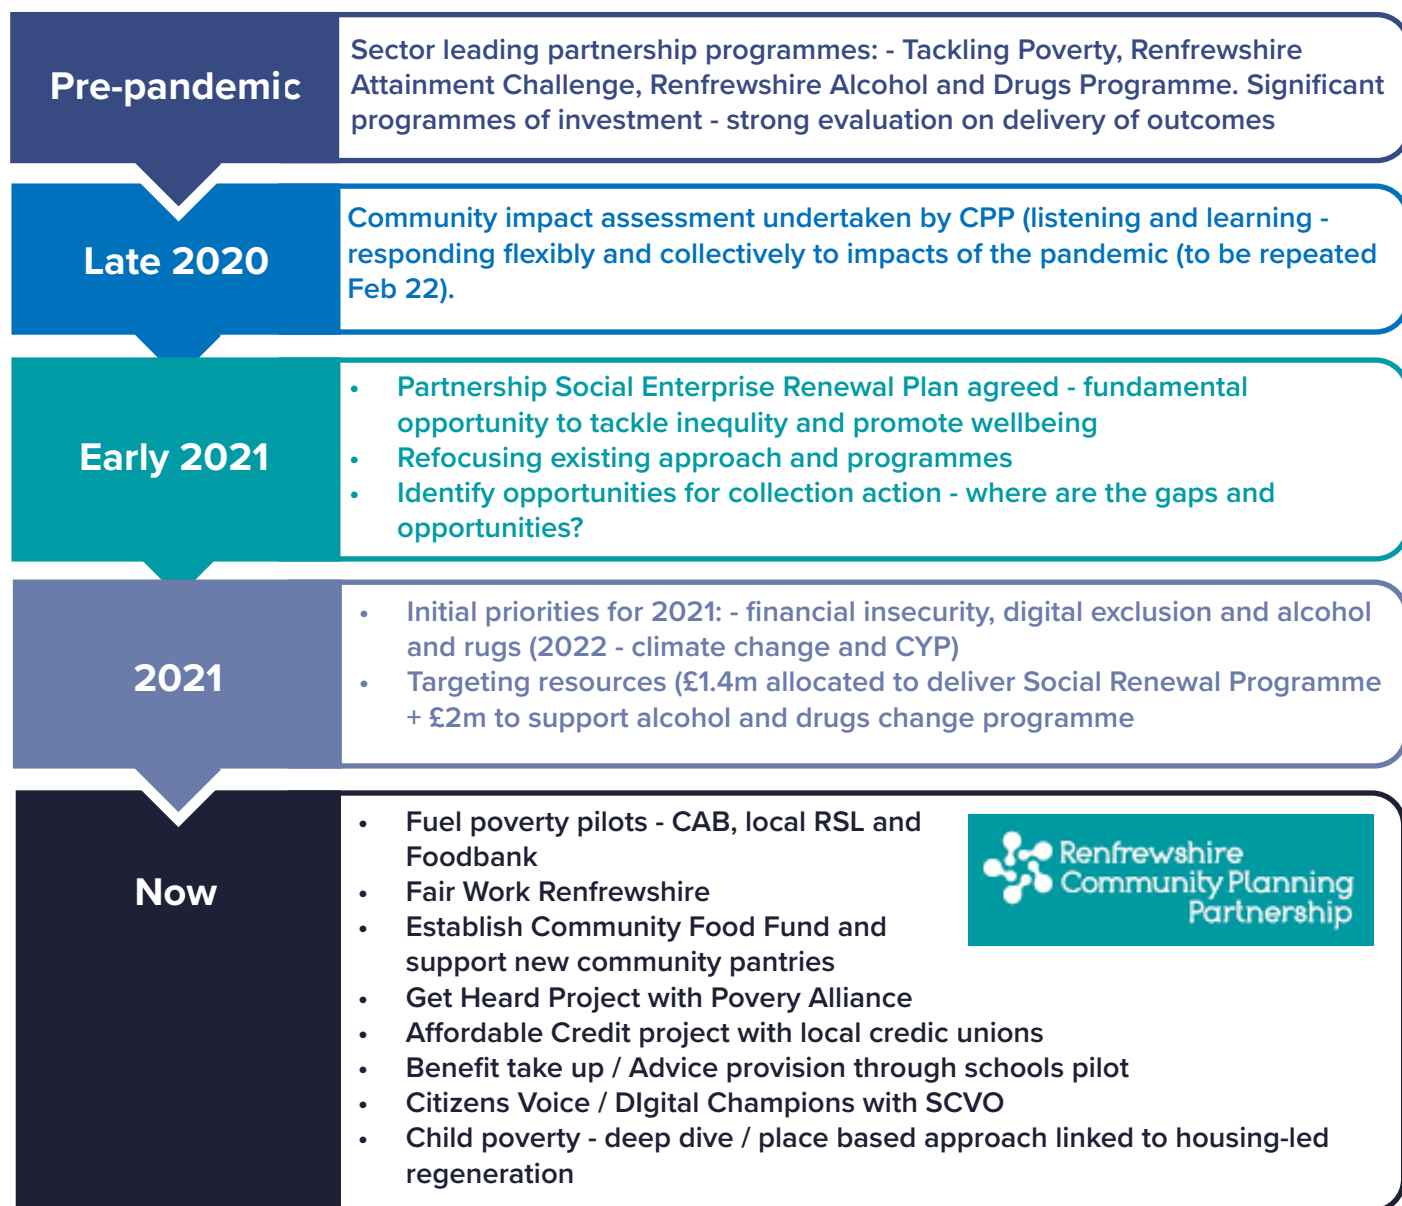 Pre-pandemic
Sector leading partnership programmes: - Tackling Poverty, Renfrewshire
Attainment Challenge, Renfrewshire Alcohol and Drugs Programme. Significant
programmes of investment - strong evaluation on delivery of outcomes
Late 2020
Community impact assessment undertaken by CPP (listening and learning -
responding flexibly and collectively to impacts of the pandemic (to be repeated
Feb 22).
Early 2021
• Partnership Social Enterprise Renewal Plan agreed - fundamental
opportunity to tackle inequlity and promote wellbeing
• Refocusing existing approach and programmes
• Identify opportunities for collection action - where are the gaps and
opportunities?
2021
• Initial priorities for 2021: - financial insecurity, digital exclusion and alcohol
and rugs (2022 - climate change and CYP)
• Targeting resources (£1.4m allocated to deliver Social Renewal Programme
+ £2m to support alcohol and drugs change programme
Now
• Fuel poverty pilots - CAB, local RSL and
Foodbank
• Fair Work Renfrewshire
• Establish Community Food Fund and
support new community pantries
• Get Heard Project with Povery Alliance
• Affordable Credit project with local credic unions
• Benefit take up / Advice provision through schools pilot
• Citizens Voice / DIgital Champions with SCVO
• Child poverty - deep dive / place based approach linked to housing-led
regeneration
Renfrewshire
Community Planning
Partnership